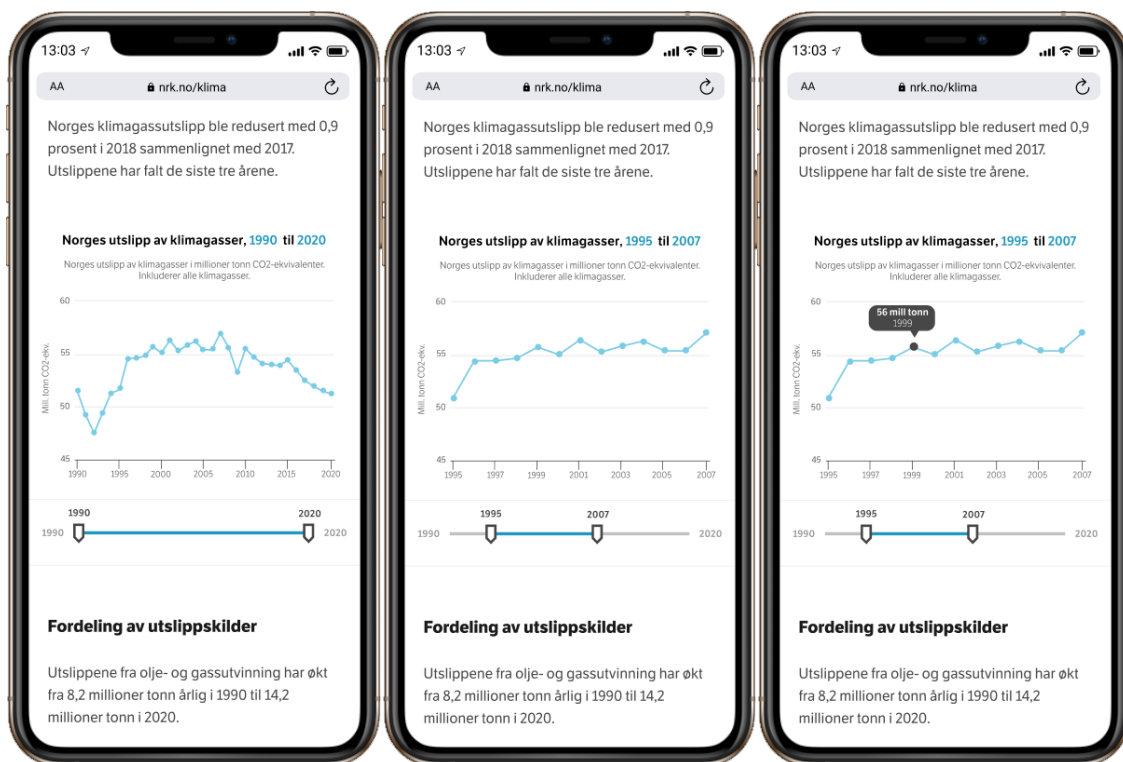 13:03
AA
nrk.no/klima
Norges klimagassutslipp ble redusert med 0,9
prosent i 2018 sammenlignet med 2017.
Utslippene har falt de siste tre årene.
Norges utslipp av klimagasser, 1990 til 2020
Norges utslipp av klimagasser i millioner tonn CO2-ekvivalenter.
Inkluderer alle klimagasser.
60
55
50
45
Mill. tonn CO2-ekv.
1990 1995 2000 2005 2010 2015 2020
1990 2020
1990 2020
Fordeling av utslippskilder
Utslippene fra olje- og gassutvinning har økt
fra 8,2 millioner tonn årlig i 1990 til 14,2
millioner tonn i 2020.
13:03
AA
nrk.no/klima
Norges klimagassutslipp ble redusert med 0,9
prosent i 2018 sammenlignet med 2017.
Utslippene har falt de siste tre årene.
Norges utslipp av klimagasser, 1995 til 2007
Norges utslipp av klimagasser i millioner tonn CO2-ekvivalenter.
Inkluderer alle klimagasser.
60
55
50
45
Mill. tonn CO2-ekv.
1995 1997 1999 2001 2003 2005 2007
1995 2007
1990 2020
Fordeling av utslippskilder
Utslippene fra olje- og gassutvinning har økt
fra 8,2 millioner tonn årlig i 1990 til 14,2
millioner tonn i 2020.
13:03
AA
nrk.no/klima
Norges klimagassutslipp ble redusert med 0,9
prosent i 2018 sammenlignet med 2017.
Utslippene har falt de siste tre årene.
Norges utslipp av klimagasser, 1995 til 2007
Norges utslipp av klimagasser i millioner tonn CO2-ekvivalenter.
Inkluderer alle klimagasser.
60
56 mill tonn
1999
55
50
45
Mill. tonn CO2-ekv.
1995 1997 1999 2001 2003 2005 2007
1995 2007
1990 2020
Fordeling av utslippskilder
Utslippene fra olje- og gassutvinning har økt
fra 8,2 millioner tonn årlig i 1990 til 14,2
millioner tonn i 2020.